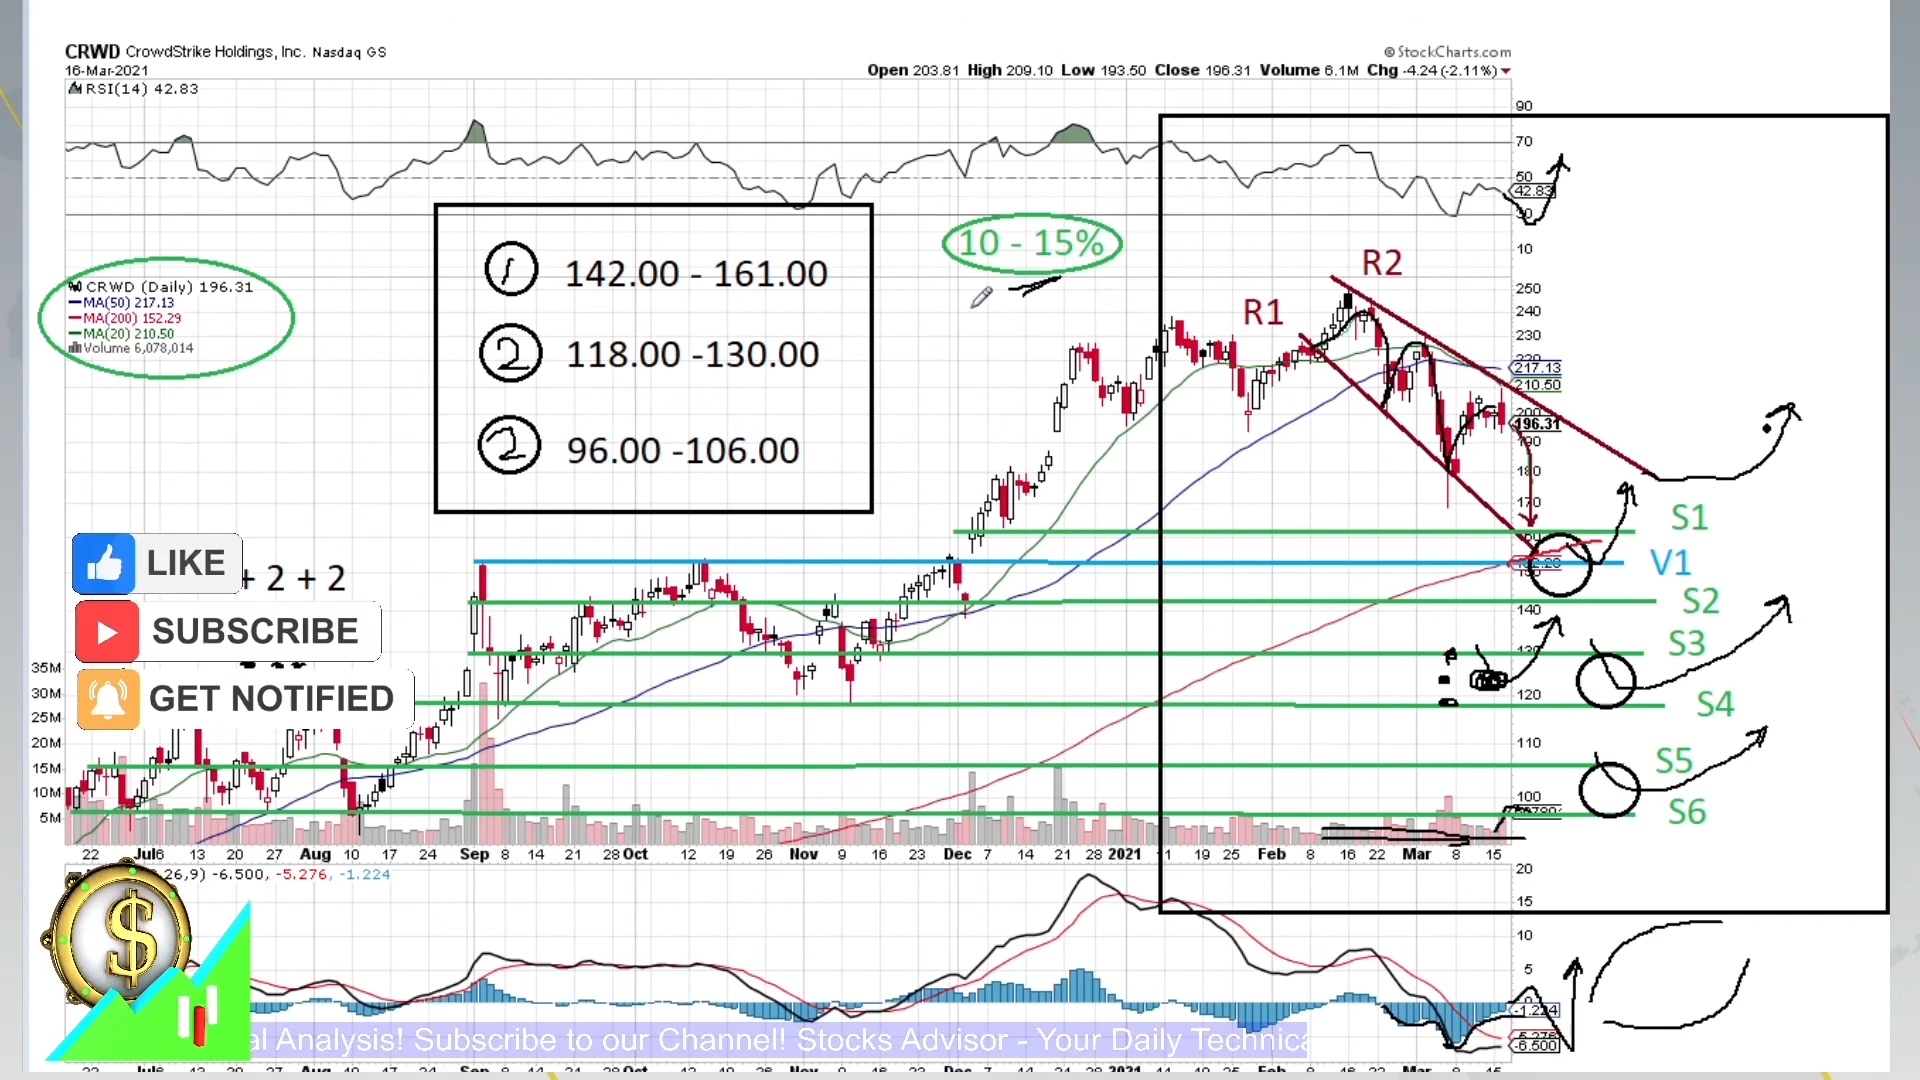 CRWD CrowdStrike Holdings, Inc. Nasdaq GS
© StockCharts.com
16-Mar-2021
Open 203.81 High 209.10 Low 193.50 Close 196.31 Volume 6.1M Chg -4.24 (-2.11%)
RSI(14) 42.83
90
70
50
42.83
30
10
10 - 15%
R2
R1
1 142.00 - 161.00
2 118.00 -130.00
2 96.00 -106.00
CRWD (Daily) 196.31
MA(50) 217.13
MA(200) 152.29
MA(20) 210.50
Volume 6,078,014
250
240
230
220
217.13
210.50
200
196.31
190
180
170
150
140
130
120
110
100
S1
V1
S2
S3
S4
S5
S6
LIKE
+ 2 + 2
SUBSCRIBE
GET NOTIFIED
35M
30M
25M
20M
15M
10M
5M
22 Jul 6 13 20 27 Aug 10 17 24 Sep 8 14 21 28 Oct 12 19 26 Nov 9 16 23 Dec 7 14 21 28 2021 11 19 25 Feb 8 16 22 Mar 8 15
26,9) -6.500, -5.276, -1.224
20
15
10
5
-1.224
-5.276
-6.500
$
al Analysis! Subscribe to our Channel! Stocks Advisor - Your Daily Technica